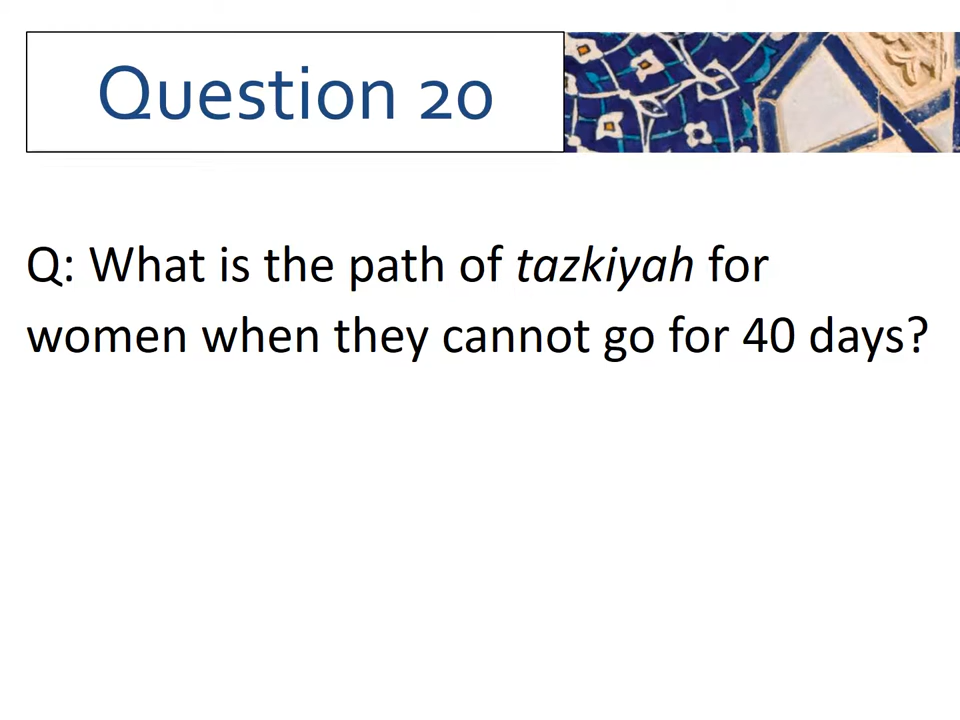 Question 20
Q: What is the path of tazkiyah for
women when they cannot go for 40 days?